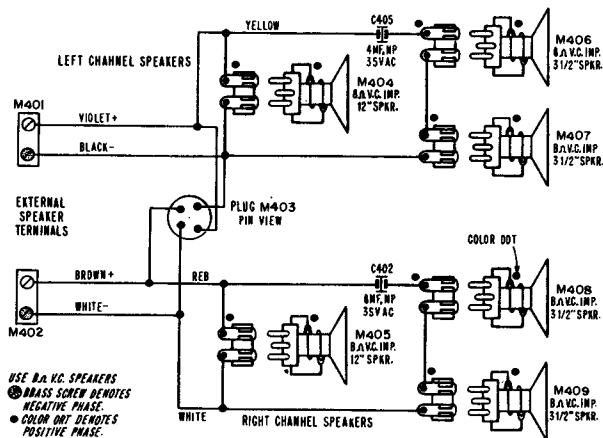 YELLOW
C405
4MF, NP
35VAC
M406
8Ω V.C. IMP.
3 1/2" SPKR.
LEFT CHANNEL SPEAKERS
M404
8Ω V.C. IMP.
12" SPKR.
M401
VIOLET+
BLACK-
M407
8Ω V.C. IMP
3 1/2" SPKR.
EXTERNAL
SPEAKER
TERMINALS
PLUG M403
PIN VIEW
COLOR DOT
BROWN+
RED
C402
8MF, NP
35VAC
M408
8Ω V.C. IMP.
3 1/2" SPKR.
WHITE-
M402
M405
8Ω V.C. IMP.
12" SPKR.
USE 8Ω V.C. SPEAKERS
BRASS SCREW DENOTES
NEGATIVE PHASE.
COLOR ORT DENOTES
POSITIVE PHASE.
WHITE
RIGHT CHANNEL SPEAKERS
M409
8Ω V.C. IMP.
3 1/2" SPKR.